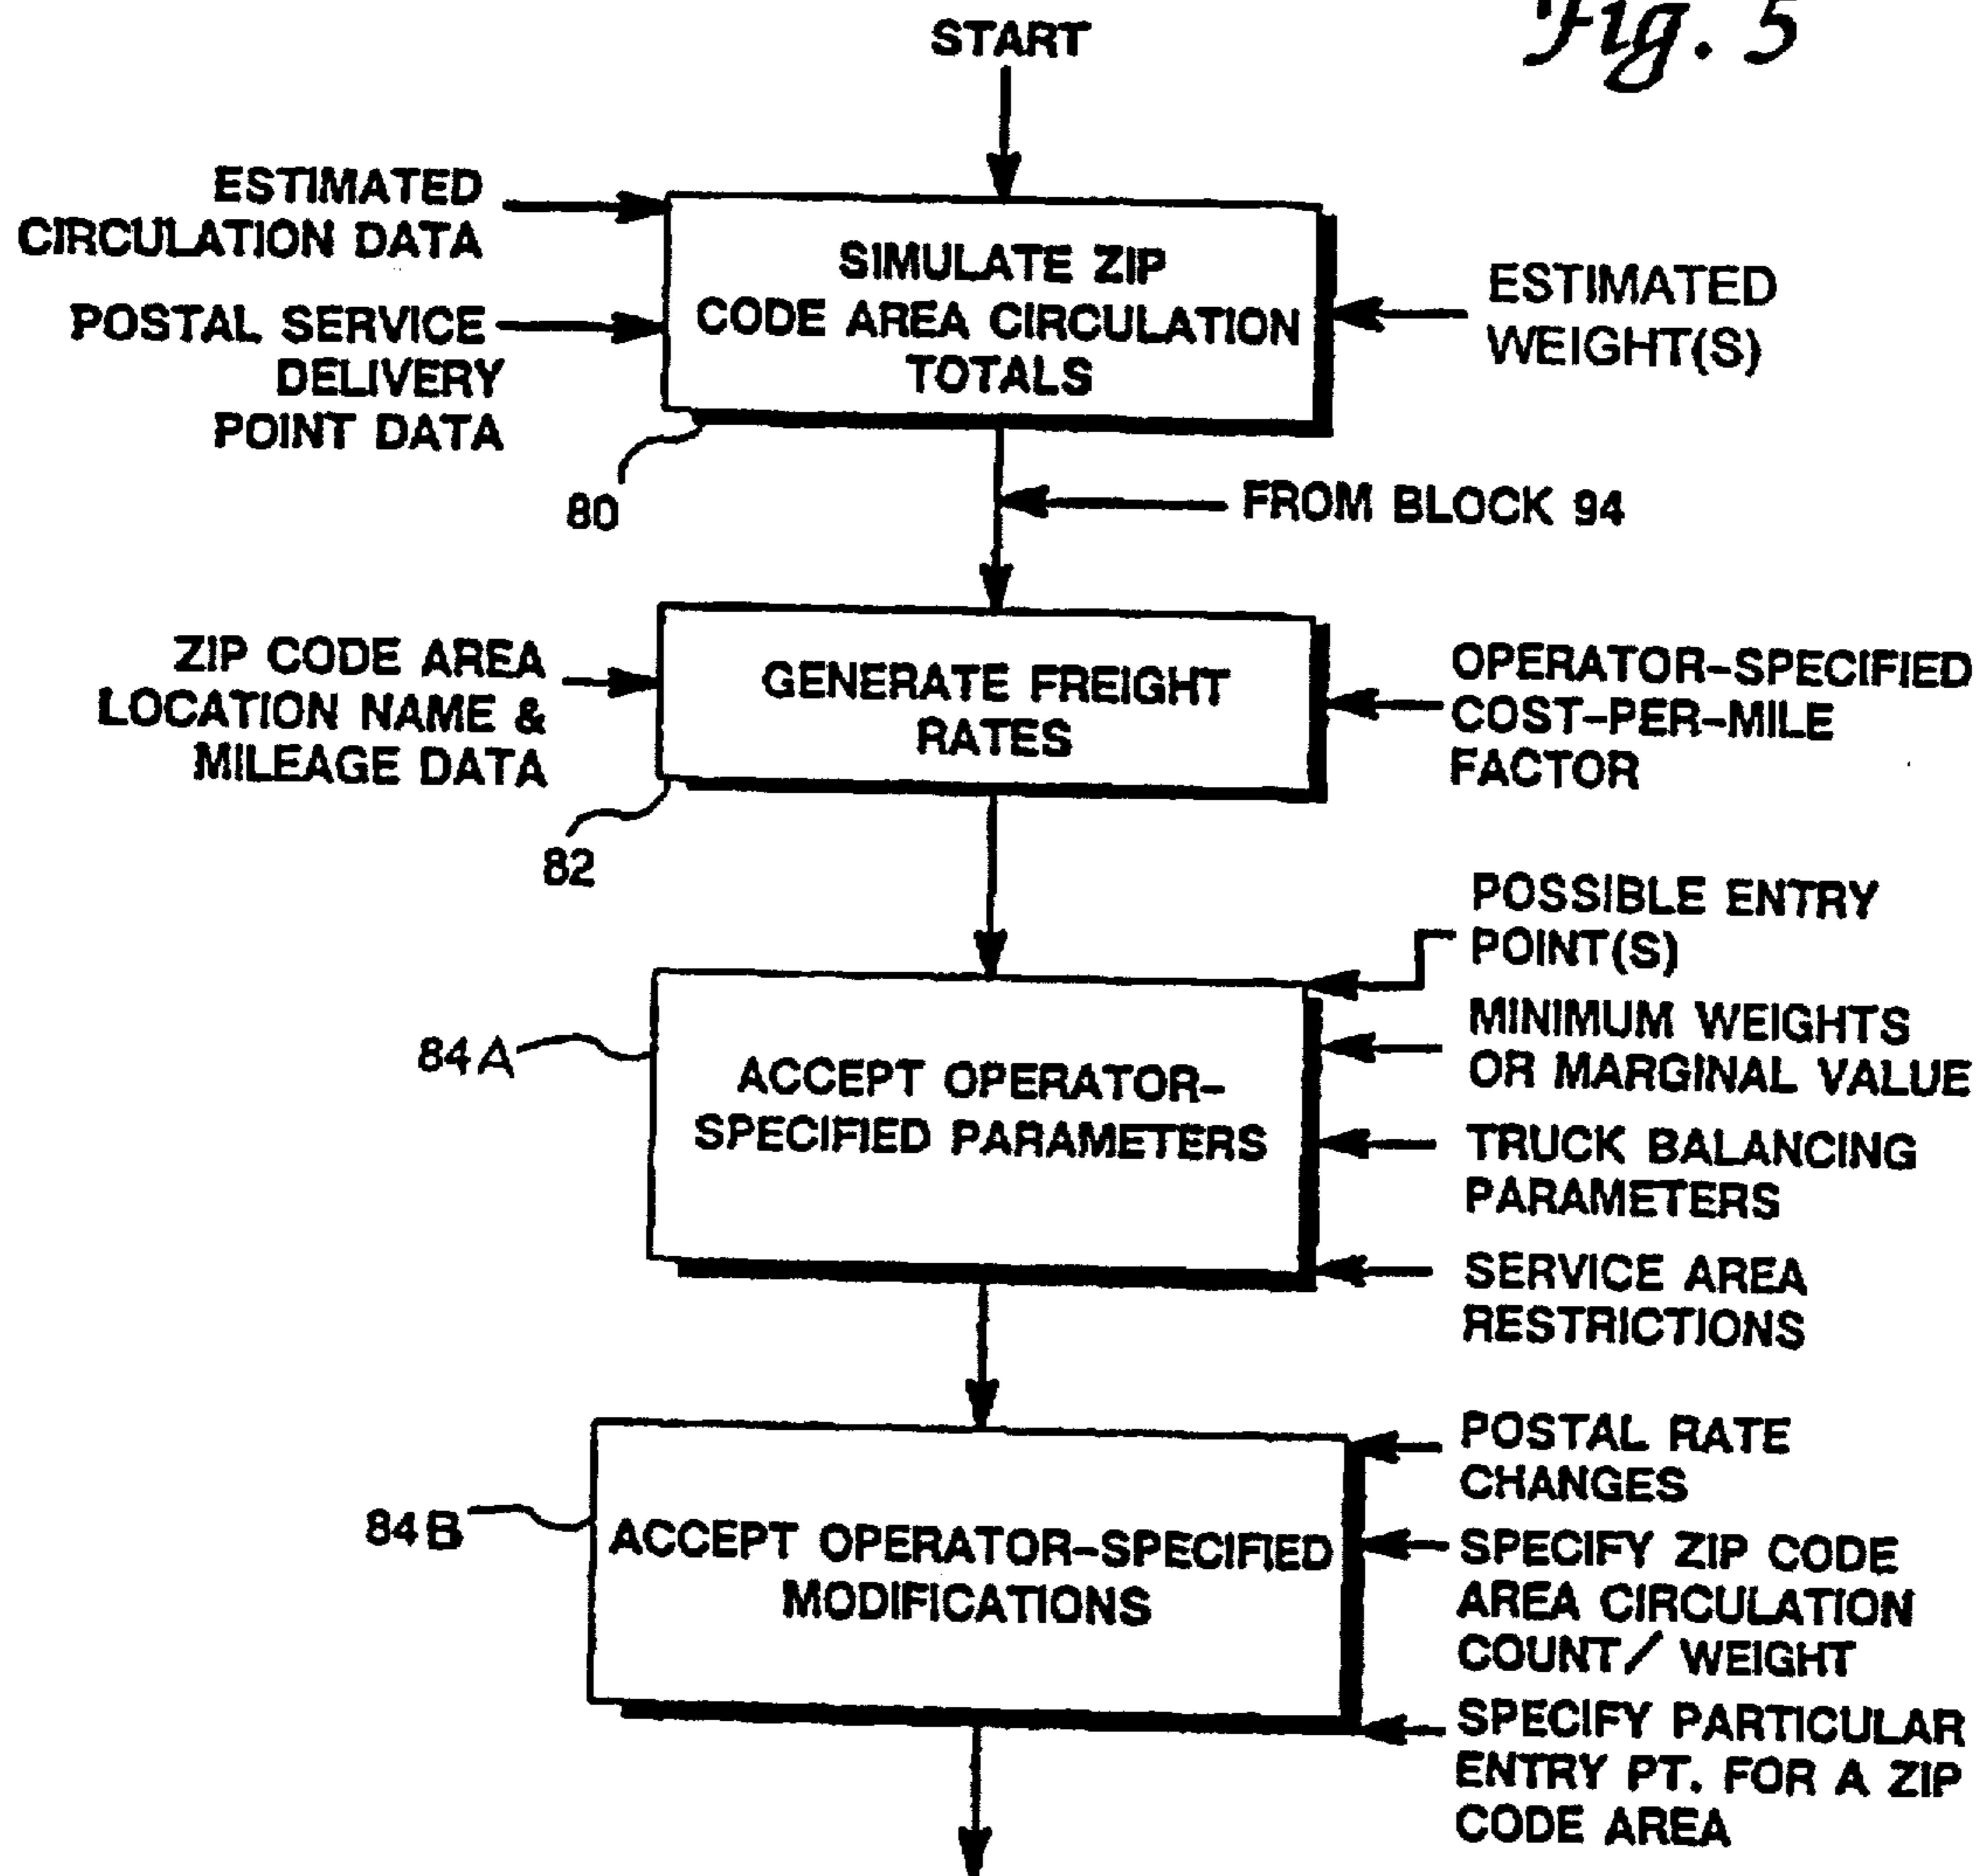 Fig. 5
START
ESTIMATED
CIRCULATION DATA
POSTAL SERVICE
DELIVERY
POINT DATA
SIMULATE ZIP
CODE AREA CIRCULATION
TOTALS
ESTIMATED
WEIGHT(S)
80
FROM BLOCK 94
ZIP CODE AREA
LOCATION NAME &
MILEAGE DATA
GENERATE FREIGHT
RATES
OPERATOR-SPECIFIED
COST-PER-MILE
FACTOR
82
POSSIBLE ENTRY
POINT(S)
84A
ACCEPT OPERATOR-
SPECIFIED PARAMETERS
MINIMUM WEIGHTS
OR MARGINAL VALUE
TRUCK BALANCING
PARAMETERS
SERVICE AREA
RESTRICTIONS
84B
ACCEPT OPERATOR-SPECIFIED
MODIFICATIONS
POSTAL RATE
CHANGES
SPECIFY ZIP CODE
AREA CIRCULATION
COUNT/ WEIGHT
SPECIFY PARTICULAR
ENTRY PT. FOR A ZIP
CODE AREA